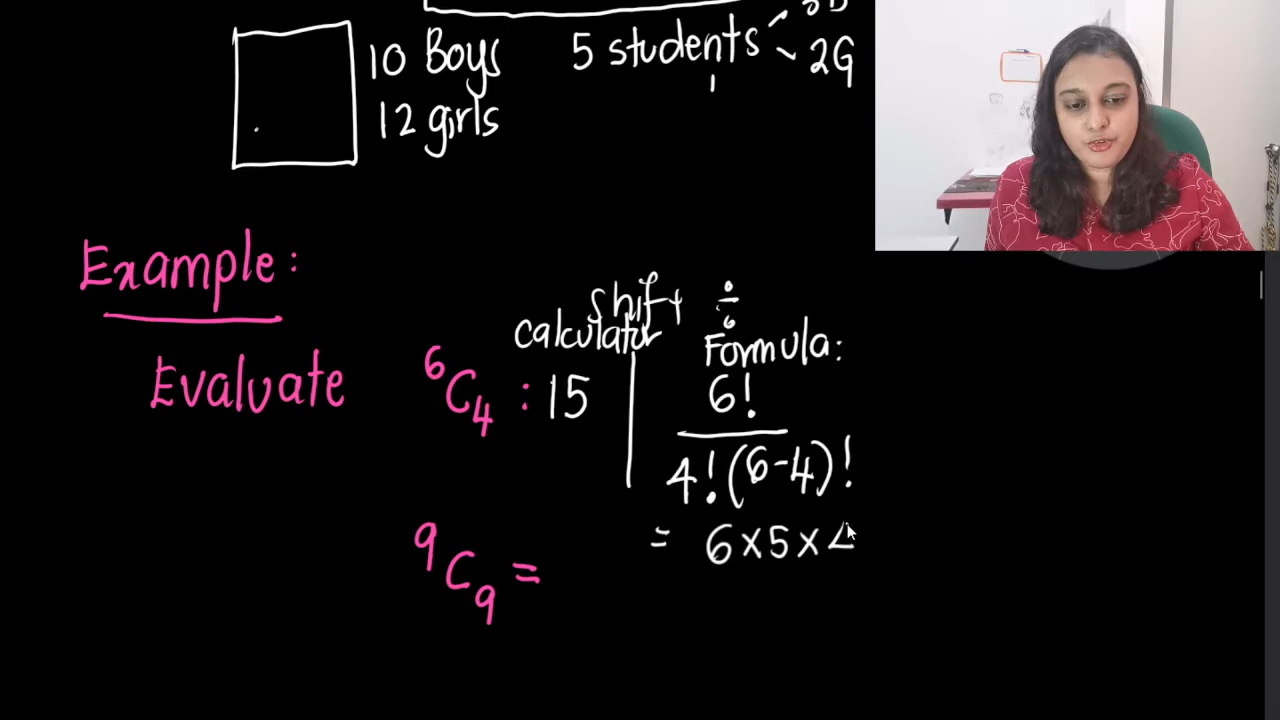 10 Boys
12 girls
5 students
2G
Example:
shift ÷
calculator
Formula:
Evaluate ⁶C₄ : 15
6!
4!(6-4)!
= 6×5×
⁹C₉ =